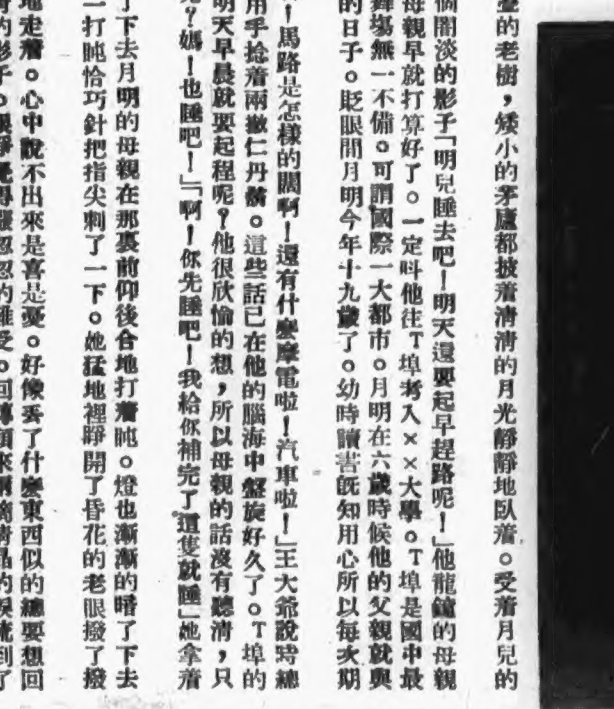 的老樹，矮小的茅廬都披着清清的月光靜靜地臥着。受着月兒的
個闇淡的影子「明兒睡去吧！明天還要起早趕路呢！」他龍鐘的母親
母親早就打算好了。一定叫他往T埠考入××大學。T埠是國中最
舞塲無一不備。可謂國際一大都市。月明在六歲時候他的父親就與
的日子。眨眼間月明今年十九歲了。幼時讀書旣知用心所以每次期
！馬路是怎樣的闊啊！還有什麼摩電啦！汽車啦！」王大爺說時總
用手捻着兩撇仁丹鬍。這些話已在他的腦海中盤旋好久了。T埠的
明天早晨就要起程呢？他很欣愉的想，所以母親的話沒有聽清，只
？媽！也睡吧！」「啊！你先睡吧！我給你補完了這隻就睡」她拿着
了下去月明的母親在那裏前仰後合地打着盹。燈也漸漸的暗了下去
一打盹恰巧針把指尖刺了一下。她猛地裡睜開了昏花的老眼撥了撥
地走着。心中說不出來是喜是憂。好像丟了什麼東西似的總要想回
的影子。